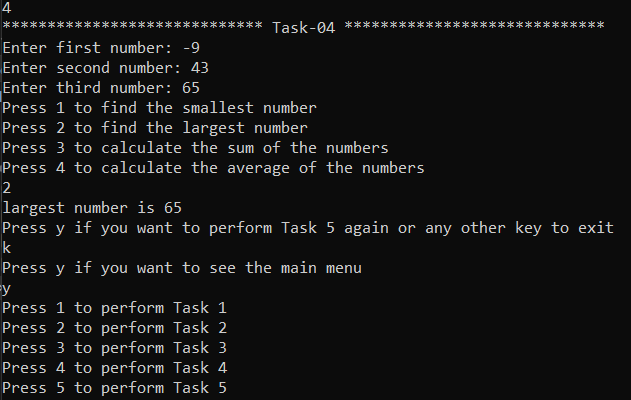 4
***************************** Task-04 *****************************
Enter first number: -9
Enter second number: 43
Enter third number: 65
Press 1 to find the smallest number
Press 2 to find the largest number
Press 3 to calculate the sum of the numbers
Press 4 to calculate the average of the numbers
2
largest number is 65
Press y if you want to perform Task 5 again or any other key to exit
k
Press y if you want to see the main menu
y
Press 1 to perform Task 1
Press 2 to perform Task 2
Press 3 to perform Task 3
Press 4 to perform Task 4
Press 5 to perform Task 5